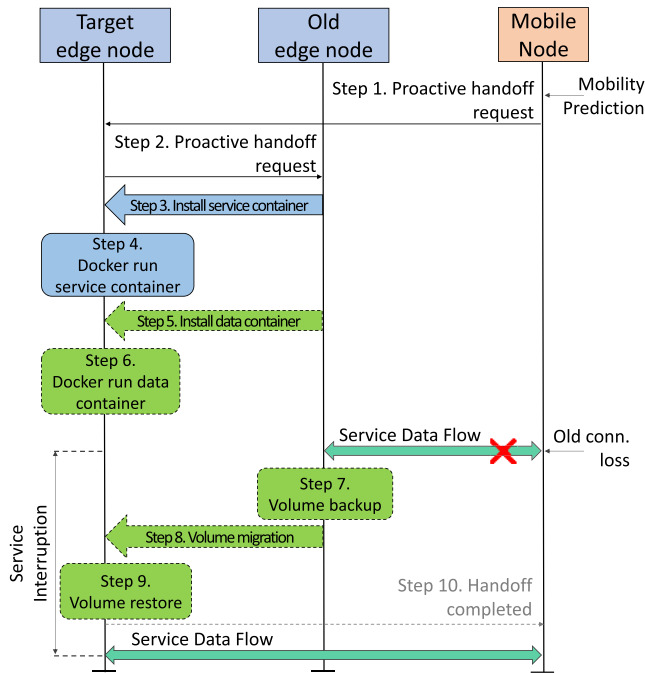 Target
edge node
Old
edge node
Mobile
Node
Mobility
Prediction
Step 1. Proactive handoff
request
Step 2. Proactive handoff
request
Step 3. Install service container
Step 4.
Docker run
service container
Step 5. Install data container
Step 6.
Docker run data
container
Service Data Flow
Old conn.
loss
Step 7.
Volume backup
Service
Interruption
Step 8. Volume migration
Step 9.
Volume restore
Step 10. Handoff
completed
Service Data Flow